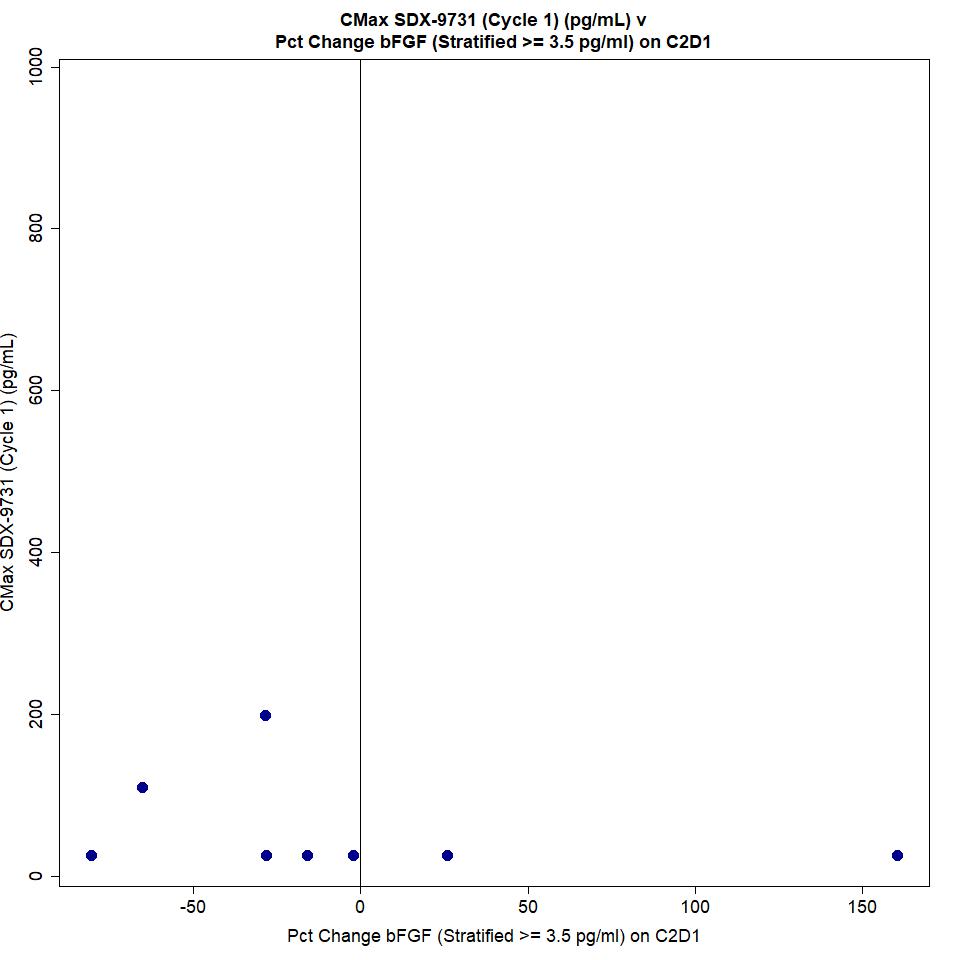 CMax SDX-9731 (Cycle 1) (pg/mL) v
Pct Change bFGF (Stratified >= 3.5 pg/ml) on C2D1
CMax SDX-9731 (Cycle 1) (pg/mL)
1000
800
600
400
200
0
-50
0
50
100
150
Pct Change bFGF (Stratified >= 3.5 pg/ml) on C2D1